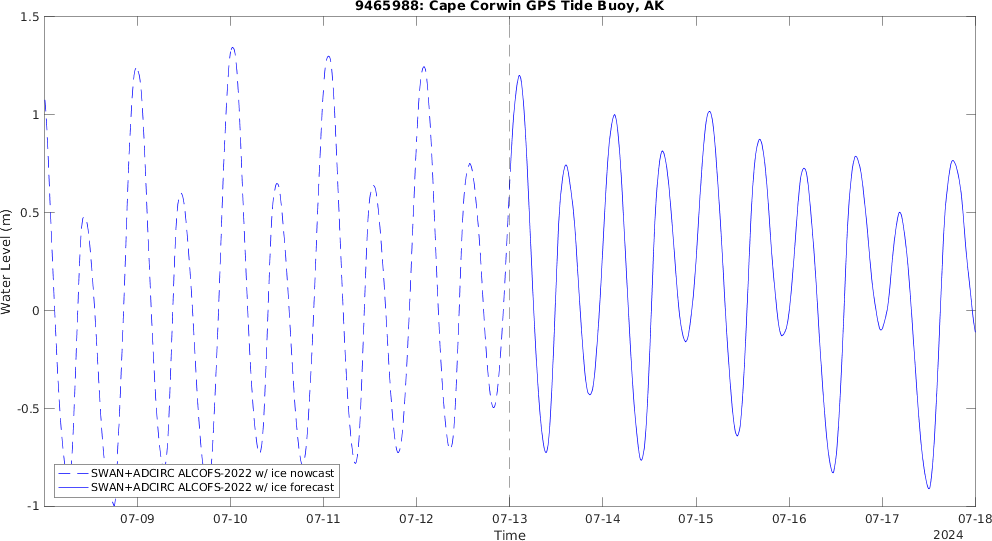 9465988: Cape Corwin GPS Tide Buoy, AK
1.5
1
0.5
0
-0.5
-1
Water Level (m)
SWAN+ADCIRC ALCOFS-2022 w/ ice nowcast
SWAN+ADCIRC ALCOFS-2022 w/ ice forecast
07-09 07-10 07-11 07-12 07-13 07-14 07-15 07-16 07-17 07-18
Time
2024